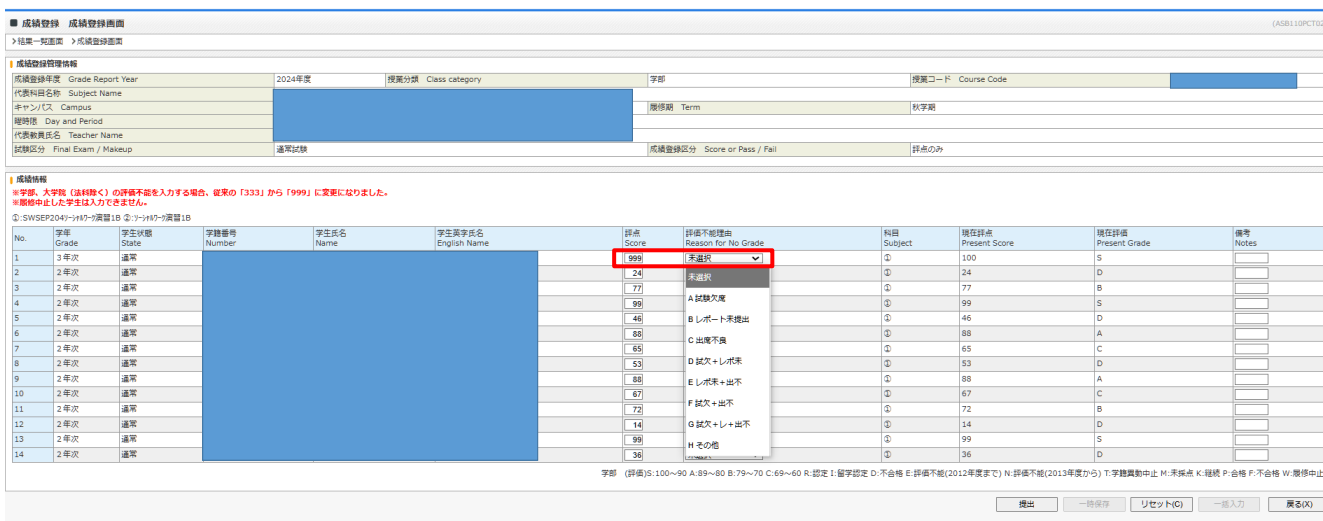 ■ 成績登録　成績登録画面
(ASB110PCT02
>結果一覧画面 >成績登録画面
成績登録管理情報
成績登録年度 Grade Report Year 2024年度 授業分類 Class category 学部 授業コード Course Code
代表科目名称 Subject Name
キャンパス Campus 履修期 Term 秋学期
曜時限 Day and Period
代表教員氏名 Teacher Name
試験区分 Final Exam / Makeup 通常試験 成績登録区分 Score or Pass / Fail 評点のみ
成績情報
※学部、大学院（法科除く）の評価不能を入力する場合、従来の「333」から「999」に変更になりました。
※履修中止した学生は入力できません。
①:SWSEP204ｿｰｼｬﾙﾜｰｸ演習1B ②:ｿｰｼｬﾙﾜｰｸ演習1B
No. 学年 学生状態 学籍番号 学生氏名 学生英字氏名 評点 評価不能理由 科目 現在評点 現在評価 備考
Grade State Number Name English Name Score Reason for No Grade Subject Present Score Present Grade Notes
1 3年次 通常 999 未選択 ① 100 S
2 2年次 通常 24 未選択 ① 24 D
3 2年次 通常 77 A 試験欠席 ① 77 B
4 2年次 通常 99 ① 99 S
5 2年次 通常 46 B レポート未提出 ① 46 D
6 2年次 通常 88 C 出席不良 ① 88 A
7 2年次 通常 65 ① 65 C
8 2年次 通常 53 D 試欠+レポ未 ① 53 D
9 2年次 通常 88 E レポ未+出不 ① 88 A
10 2年次 通常 67 F 試欠+出不 ① 67 C
11 2年次 通常 72 ① 72 B
12 2年次 通常 14 G 試欠+レ+出不 ① 14 D
13 2年次 通常 99 H その他 ① 99 S
14 2年次 通常 36 ① 36 D
学部 (評価)S:100～90 A:89～80 B:79～70 C:69～60 R:認定 I:留学認定 D:不合格 E:評価不能(2012年度まで) N:評価不能(2013年度から) T:学籍異動中止 M:未採点 K:継続 P:合格 F:不合格 W:履修中止
提出 一時保存 リセット(C) 一括入力 戻る(X)